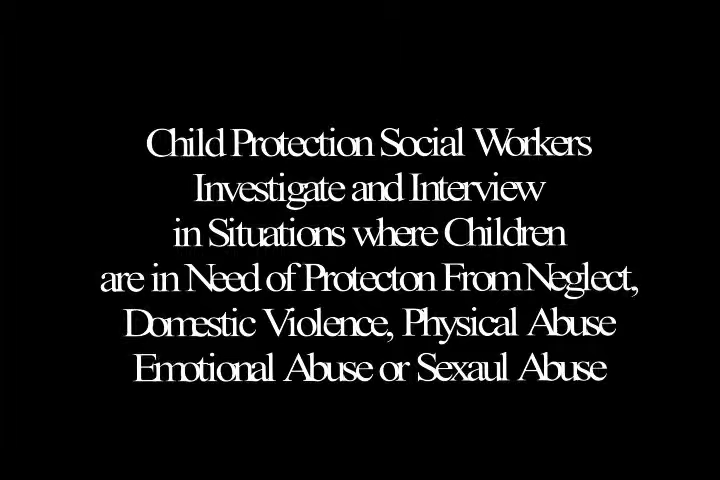 Child Protection Social Workers
Investigate and Interview
in Situations where Children
are in Need of Protecton From Neglect,
Domestic Violence, Physical Abuse
Emotional Abuse or Sexaul Abuse